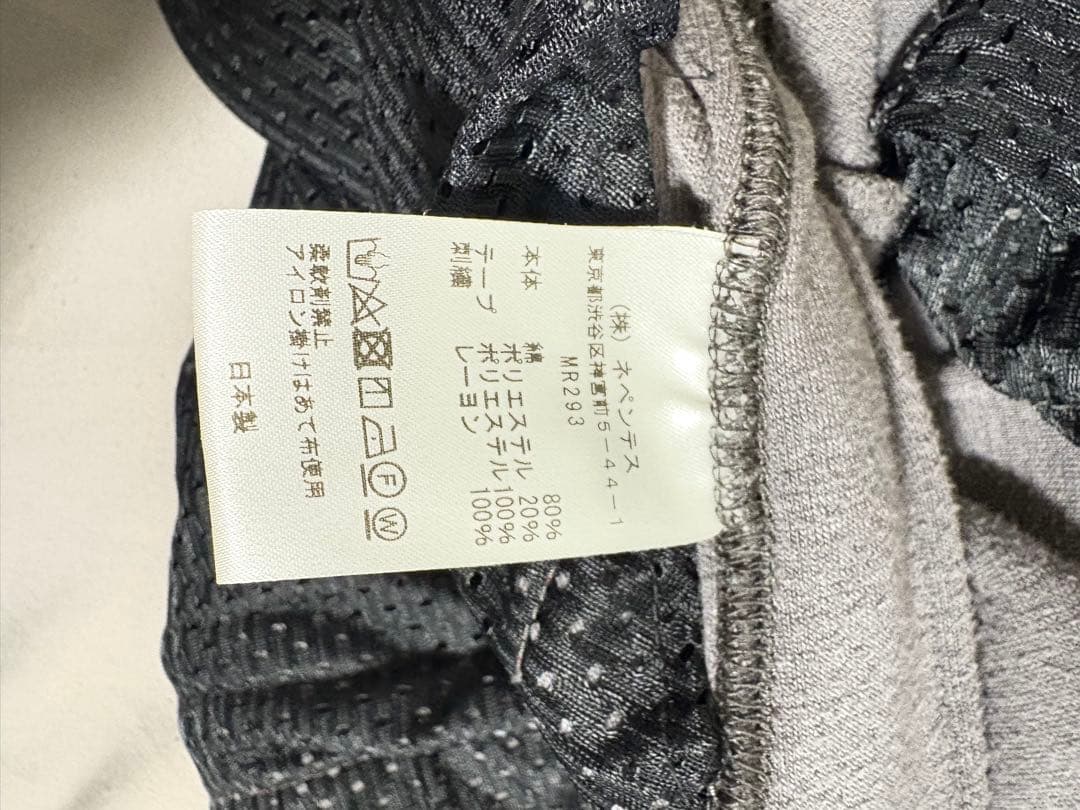 (株) ネペンテス
東京都渋谷区神宮前5-44-1
MR293
本体 綿 80%
ポリエステル 20%
テープ ポリエステル 100%
刺繍 レーヨン 100%
F W
柔軟剤禁止
アイロン掛けはあて布使用
日本製